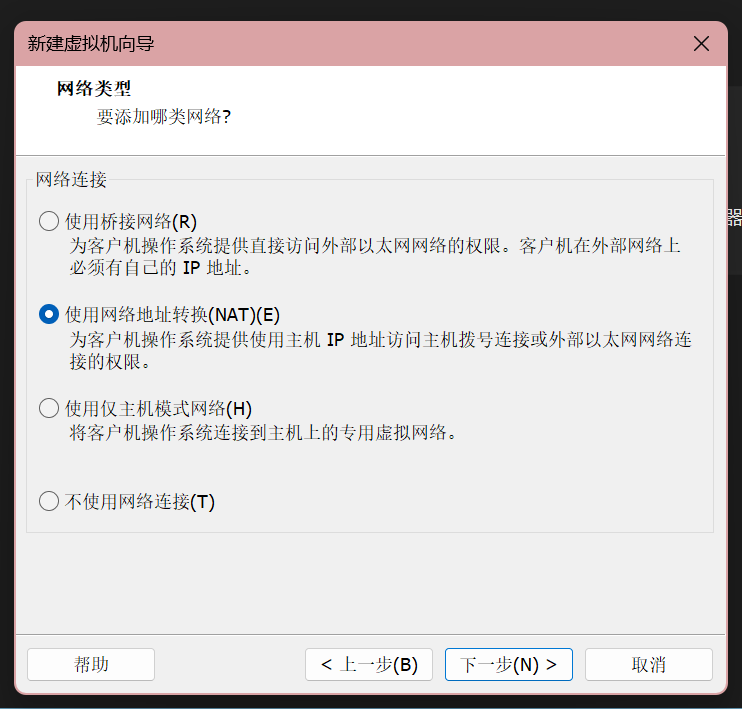 新建虚拟机向导
网络类型
要添加哪类网络?
网络连接
使用桥接网络(R)
为客户机操作系统提供直接访问外部以太网网络的权限。客户机在外部网络上
必须有自己的 IP 地址。
使用网络地址转换(NAT)(E)
为客户机操作系统提供使用主机 IP 地址访问主机拨号连接或外部以太网网络连
接的权限。
使用仅主机模式网络(H)
将客户机操作系统连接到主机上的专用虚拟网络。
不使用网络连接(T)
帮助
< 上一步(B)
下一步(N) >
取消
器